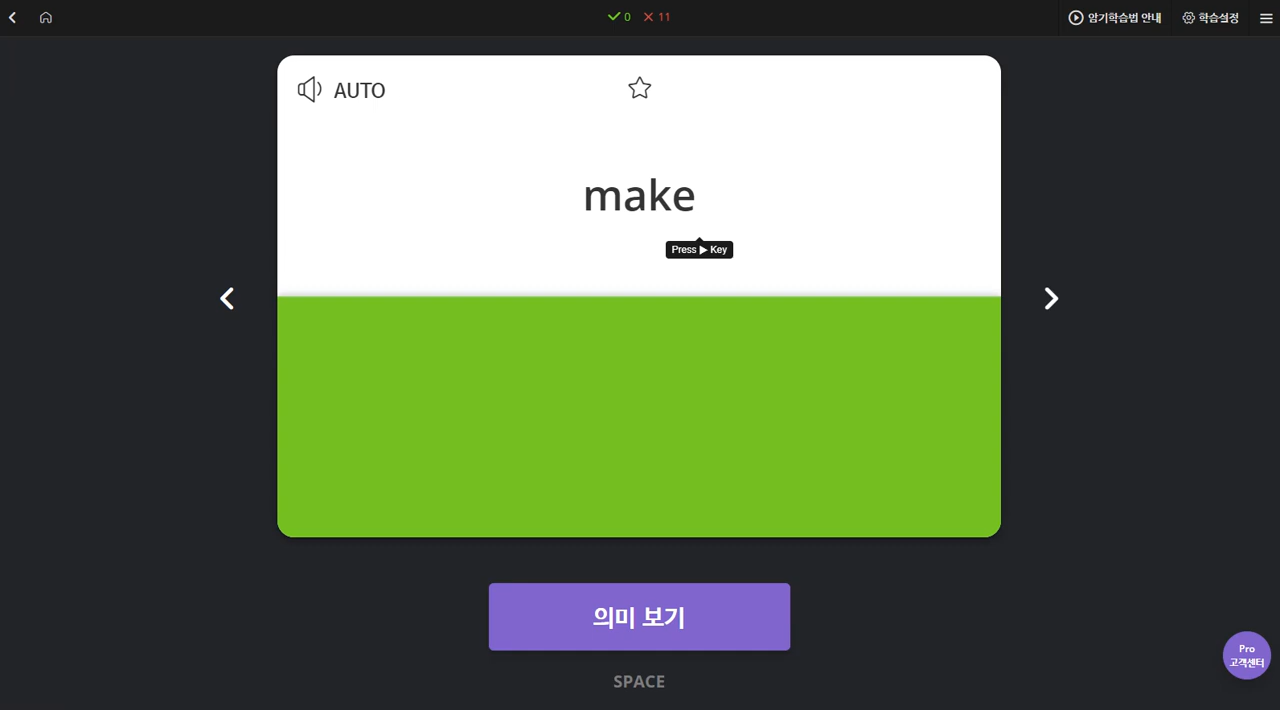 0 11 암기학습법 안내 학습설정
AUTO
make
Press ▶ Key
의미 보기
SPACE
Pro
고객센터